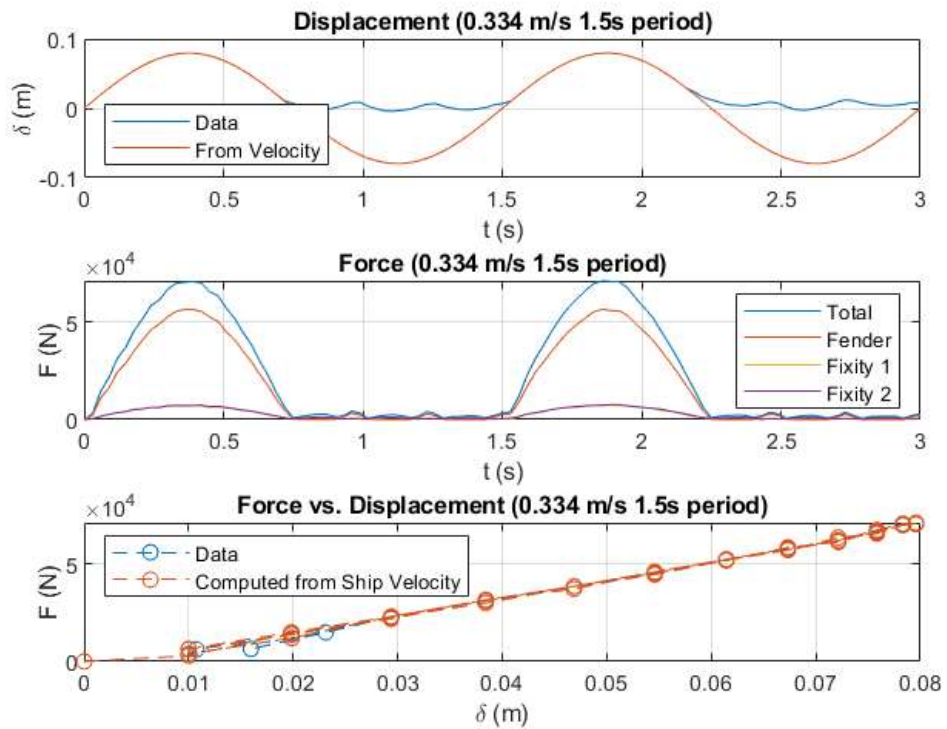 Displacement (0.334 m/s 1.5s period)
0.1
0
-0.1
δ (m)
Data
From Velocity
0 0.5 1 1.5 2 2.5 3
t (s)
×10⁴
Force (0.334 m/s 1.5s period)
5
0
F (N)
Total
Fender
Fixity 1
Fixity 2
0 0.5 1 1.5 2 2.5 3
t (s)
×10⁴
Force vs. Displacement (0.334 m/s 1.5s period)
5
0
F (N)
Data
Computed from Ship Velocity
0 0.01 0.02 0.03 0.04 0.05 0.06 0.07 0.08
δ (m)